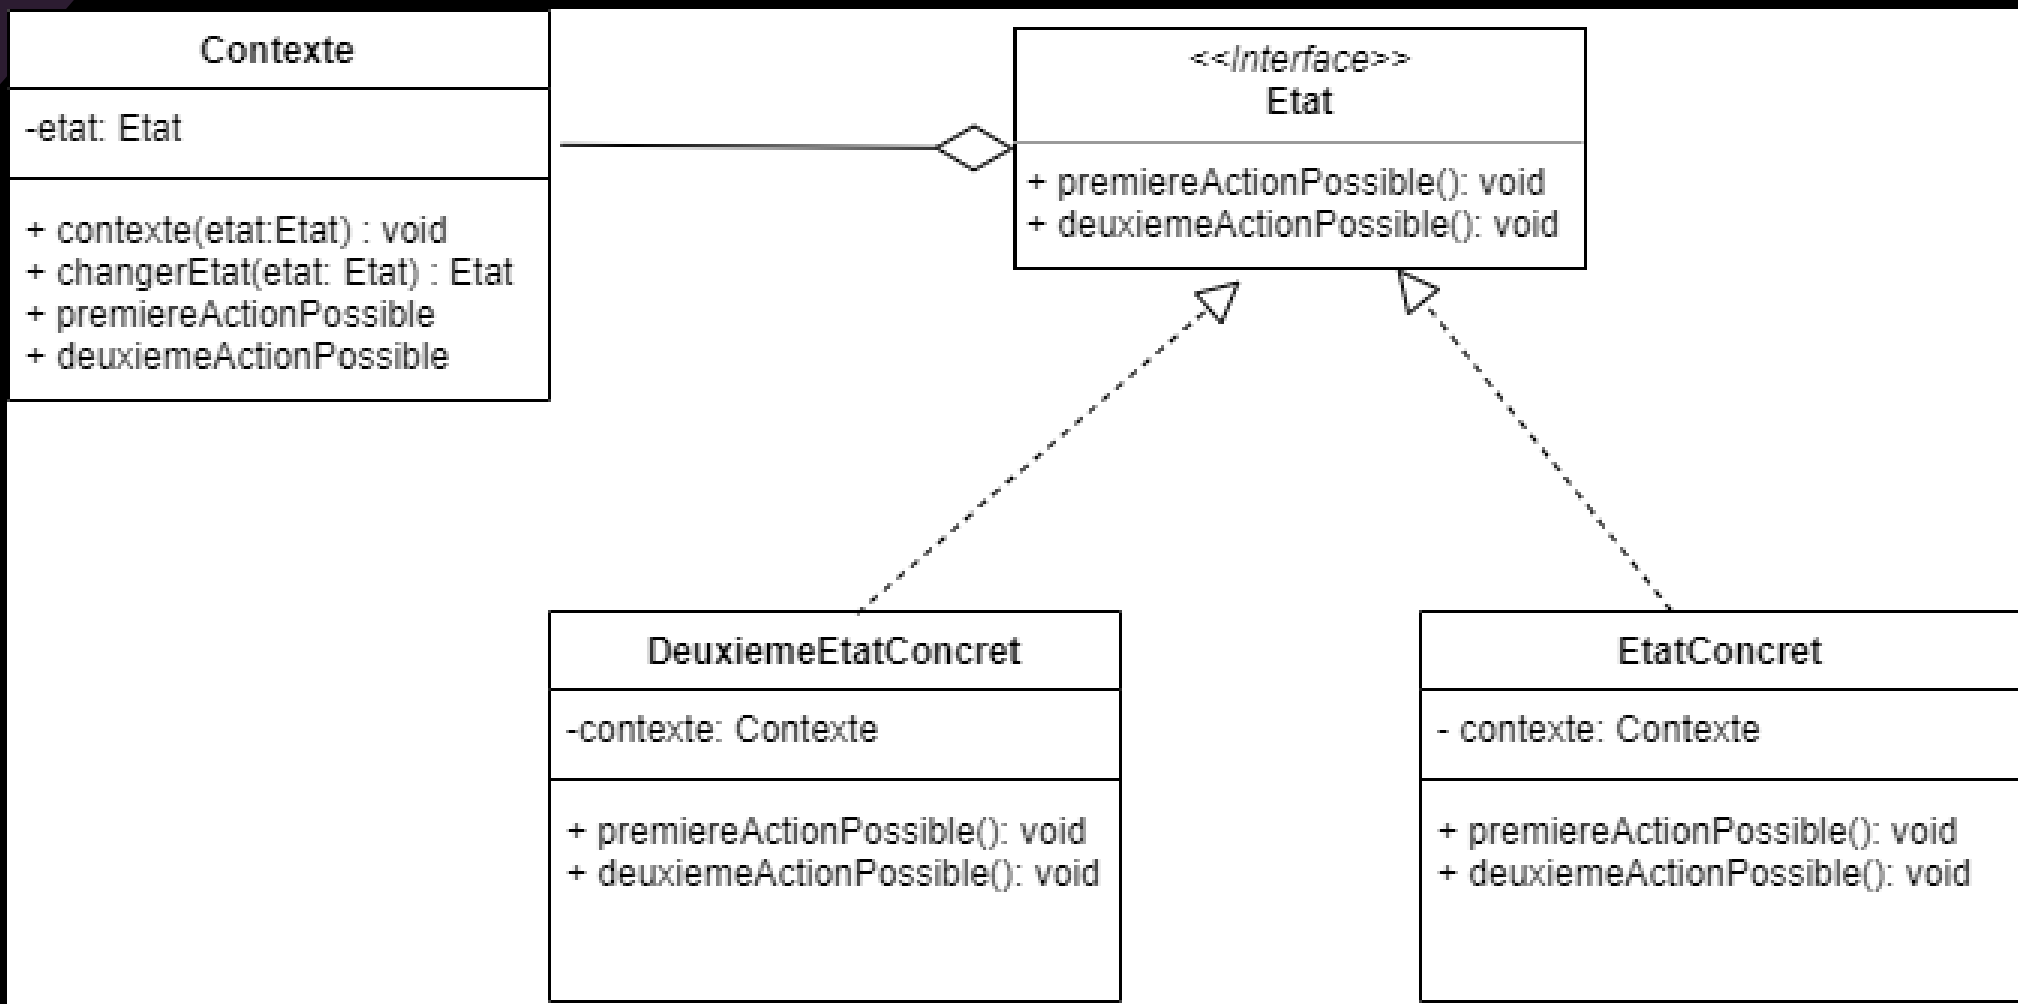 Contexte
-etat: Etat
+ contexte(etat:Etat) : void
+ changerEtat(etat: Etat) : Etat
+ premiereActionPossible
+ deuxiemeActionPossible
<<Interface>>
Etat
+ premiereActionPossible(): void
+ deuxiemeActionPossible(): void
DeuxiemeEtatConcret
-contexte: Contexte
+ premiereActionPossible(): void
+ deuxiemeActionPossible(): void
EtatConcret
- contexte: Contexte
+ premiereActionPossible(): void
+ deuxiemeActionPossible(): void